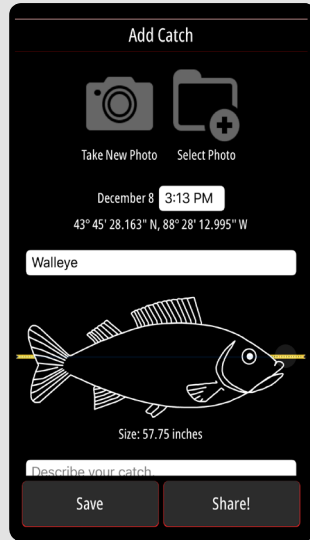 Add Catch
Take New Photo Select Photo
December 8 3:13 PM
43° 45' 28.163" N, 88° 28' 12.995" W
Walleye
Size: 57.75 inches
Describe your catch.
Save Share!